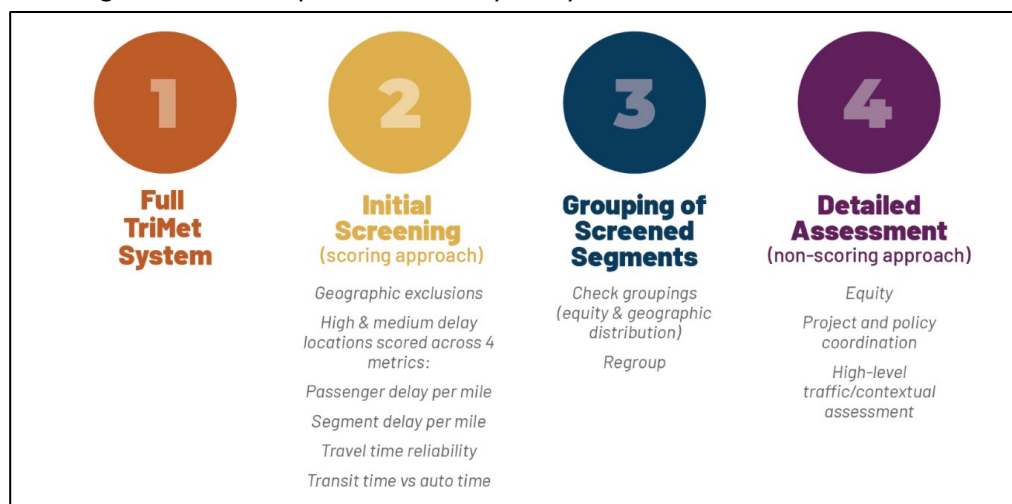 1
Full
TriMet
System
2
Initial
Screening
(scoring approach)
Geographic exclusions
High & medium delay
locations scored across 4
metrics:
Passenger delay per mile
Segment delay per mile
Travel time reliability
Transit time vs auto time
3
Grouping of
Screened
Segments
Check groupings
(equity & geographic
distribution)
Regroup
4
Detailed
Assessment
(non-scoring approach)
Equity
Project and policy
coordination
High-level
traffic/contextual
assessment